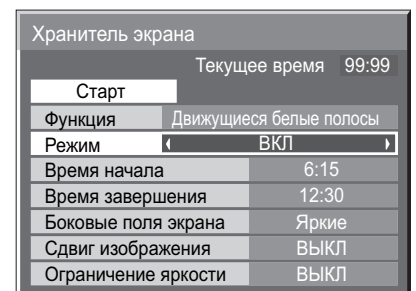 Хранитель экрана
Текущее время 99:99
Старт
Функция Движущиеся белые полосы
Режим ВКЛ
Время начала 6:15
Время завершения 12:30
Боковые поля экрана Яркие
Сдвиг изображения ВЫКЛ
Ограничение яркости ВЫКЛ